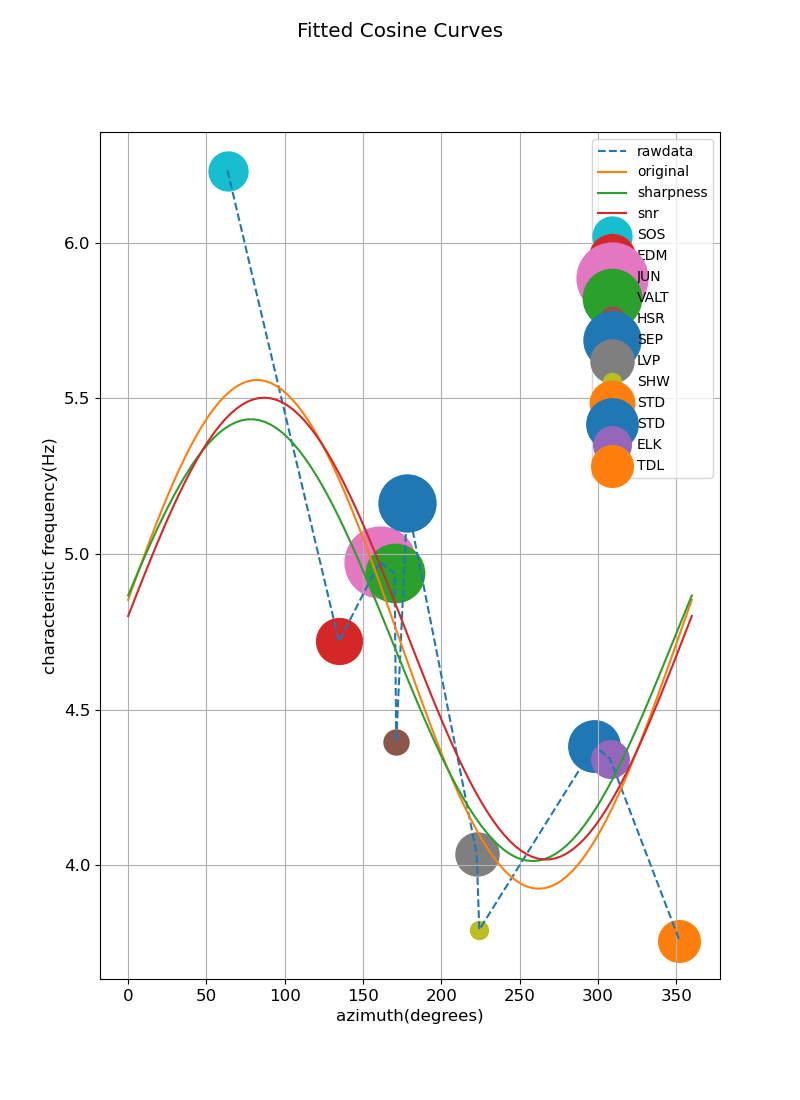 Fitted Cosine Curves
rawdata
original
sharpness
snr
SOS
EDM
JUN
VALT
HSR
SEP
LVP
SHW
STD
STD
ELK
TDL
characteristic frequency(Hz)
6.0
5.5
5.0
4.5
4.0
0 50 100 150 200 250 300 350
azimuth(degrees)